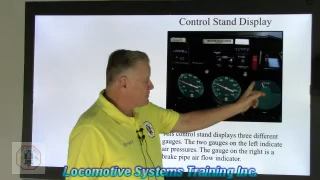 Control Stand Display
This control stand displays three different
gauges. The two gauges on the left indicate
air pressures. The gauge on the right is a
brake pipe air flow indicator.
Locomotive Systems Training Inc